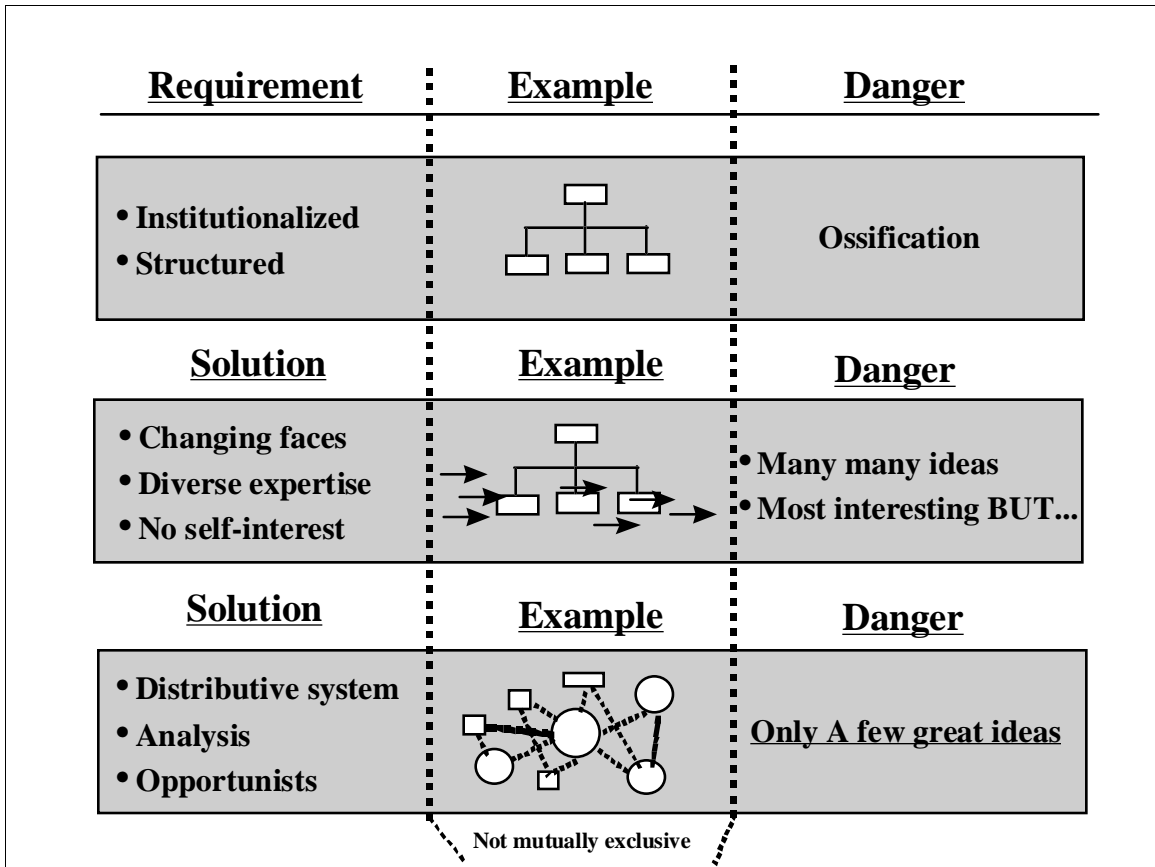 Requirement
Example
Danger
• Institutionalized
• Structured
Ossification
Solution
Example
Danger
• Changing faces
• Diverse expertise
• No self-interest
• Many many ideas
• Most interesting BUT...
Solution
Example
Danger
• Distributive system
• Analysis
• Opportunists
Only A few great ideas
Not mutually exclusive